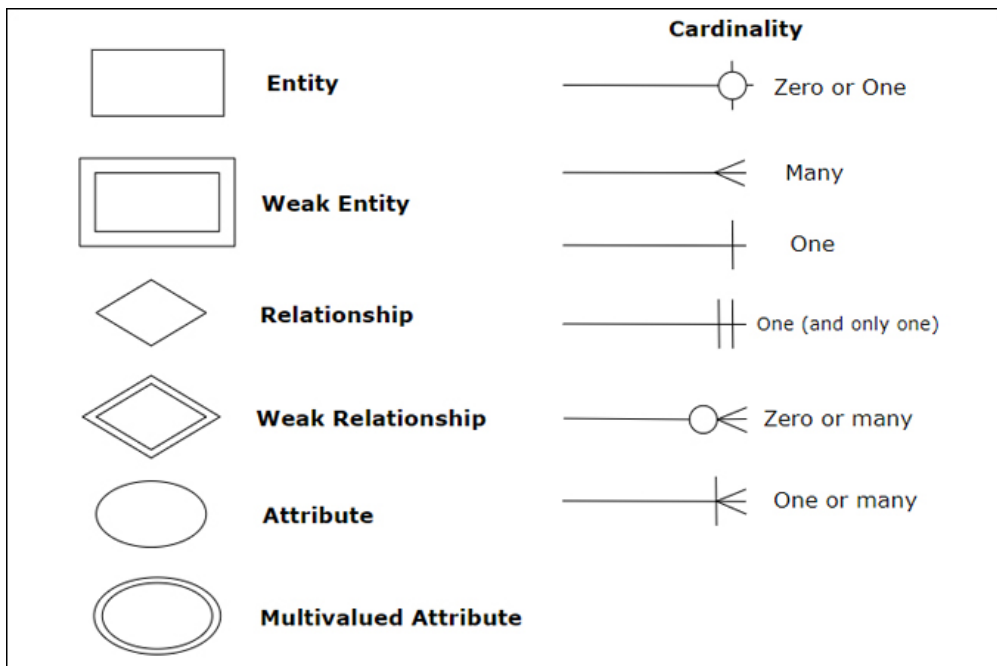 Cardinality
Entity
Zero or One
Many
Weak Entity
One
Relationship
One (and only one)
Weak Relationship
Zero or many
One or many
Attribute
Multivalued Attribute